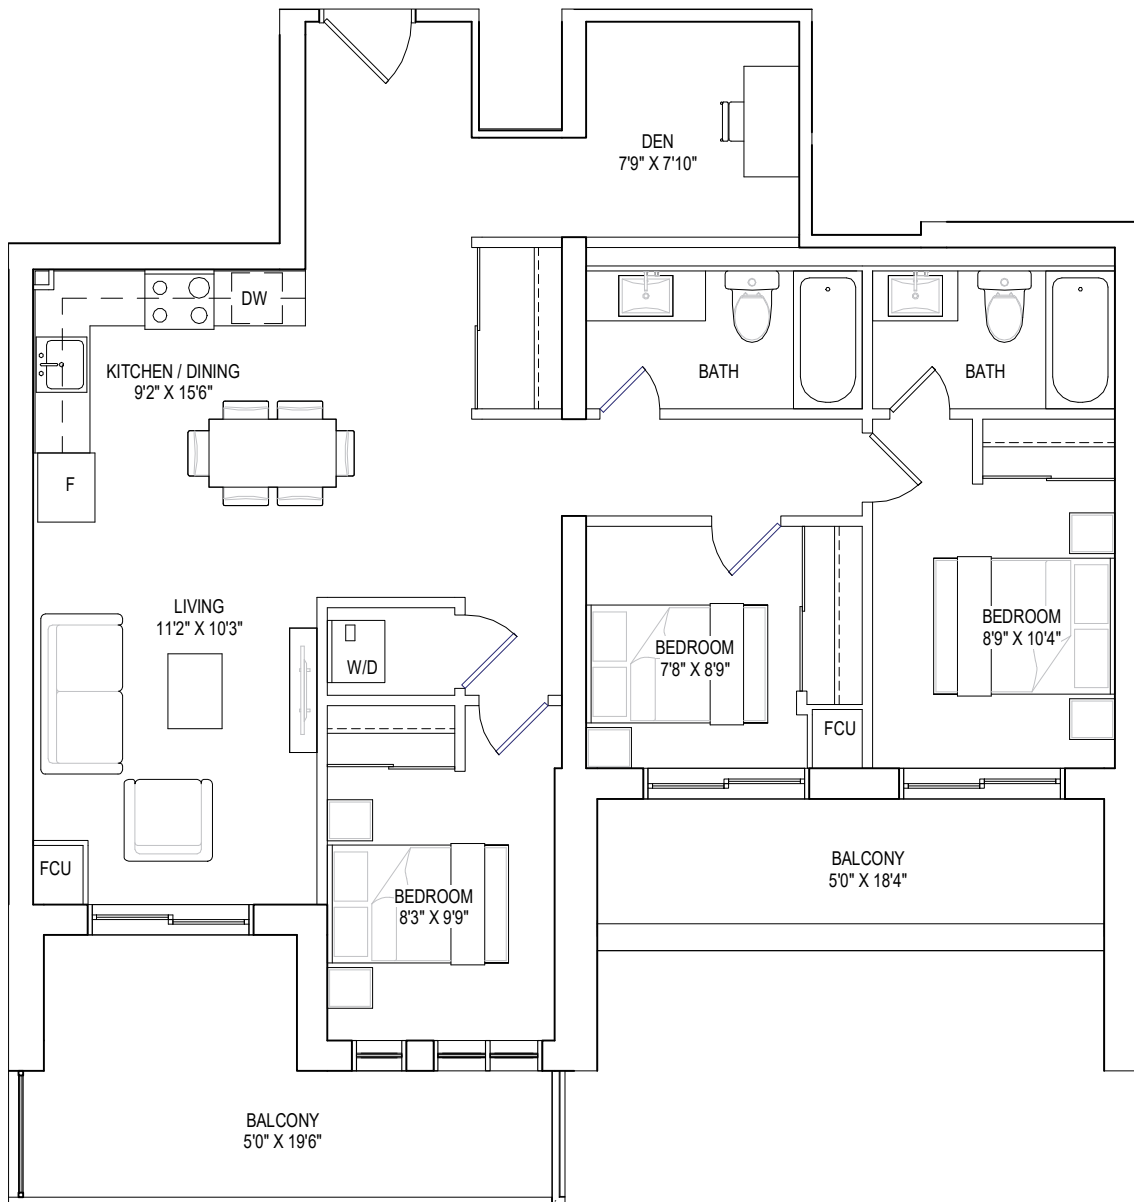 DEN
7'9" X 7'10"
DW
KITCHEN / DINING
9'2" X 15'6"
BATH
BATH
F
LIVING
11'2" X 10'3"
W/D
BEDROOM
7'8" X 8'9"
BEDROOM
8'9" X 10'4"
FCU
FCU
BEDROOM
8'3" X 9'9"
BALCONY
5'0" X 18'4"
BALCONY
5'0" X 19'6"